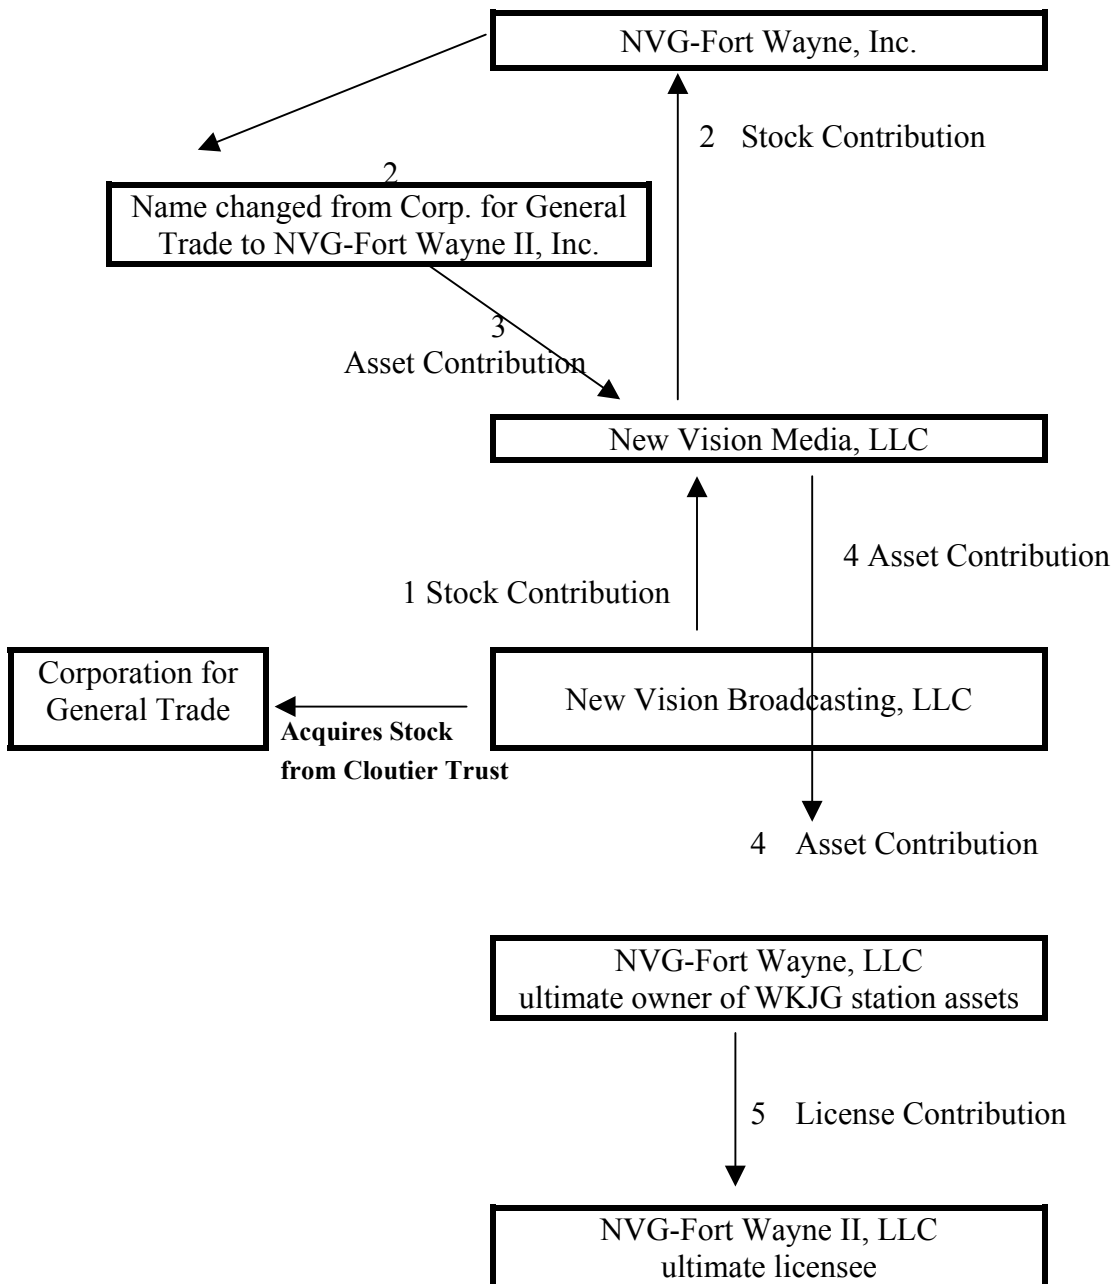 NVG-Fort Wayne, Inc.
2 Stock Contribution
2
Name changed from Corp. for General
Trade to NVG-Fort Wayne II, Inc.
3
Asset Contribution
New Vision Media, LLC
4 Asset Contribution
1 Stock Contribution
Corporation for
General Trade
New Vision Broadcasting, LLC
Acquires Stock
from Cloutier Trust
4 Asset Contribution
NVG-Fort Wayne, LLC
ultimate owner of WKJG station assets
5 License Contribution
NVG-Fort Wayne II, LLC
ultimate licensee